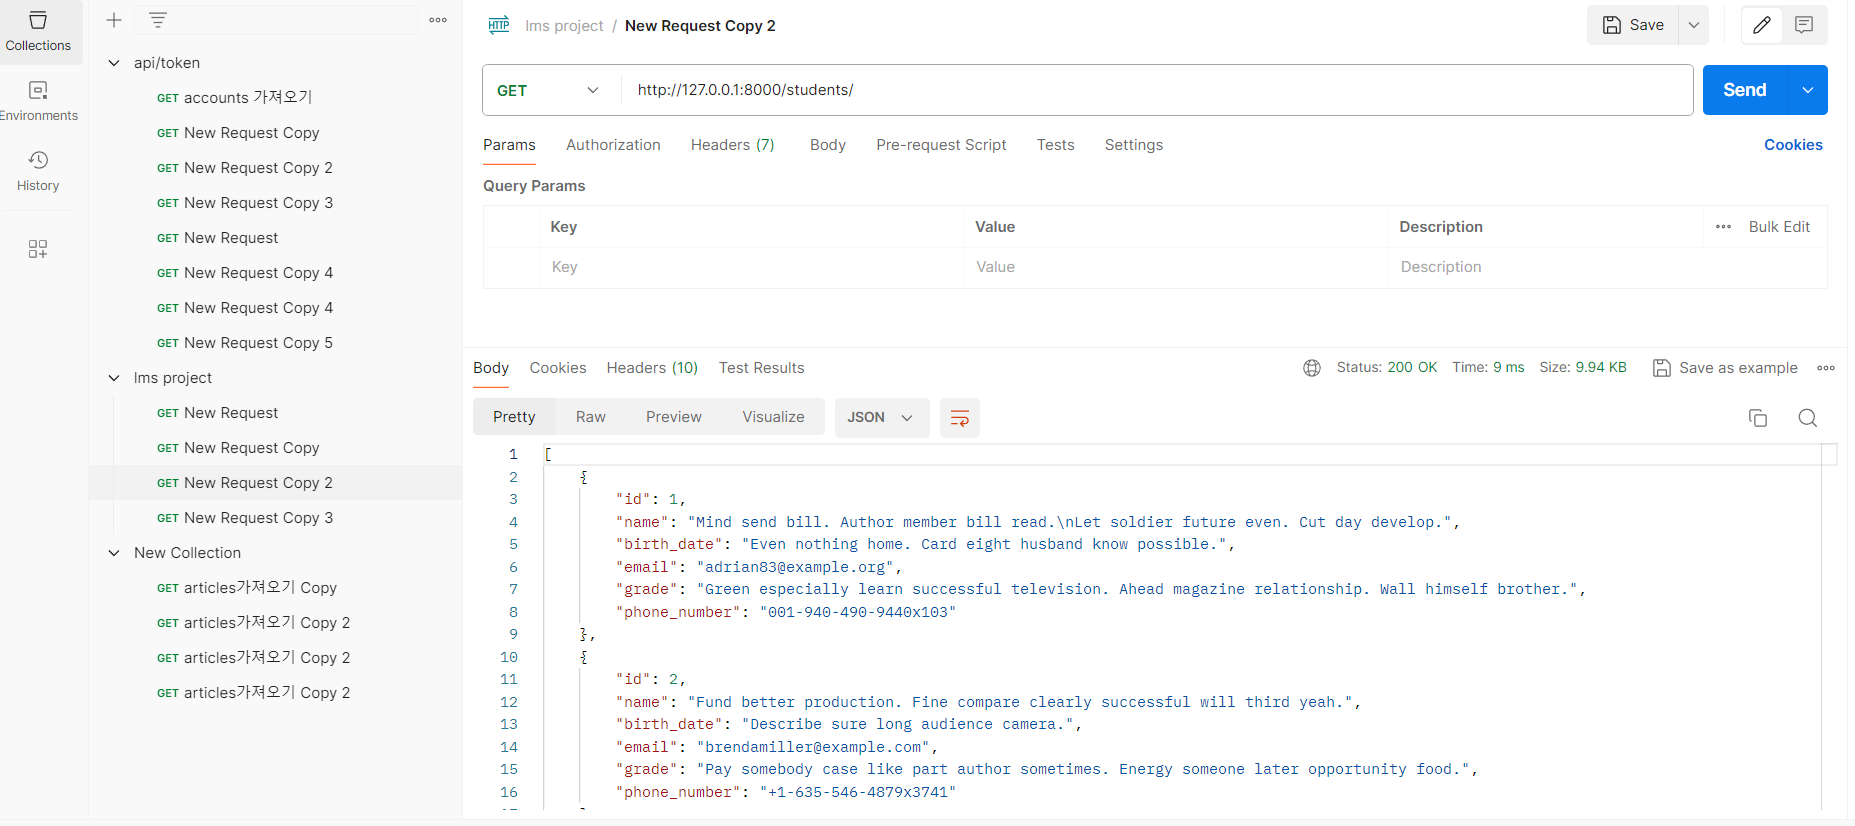 Collections
Environments
History
api/token
GET accounts 가져오기
GET New Request Copy
GET New Request Copy 2
GET New Request Copy 3
GET New Request
GET New Request Copy 4
GET New Request Copy 4
GET New Request Copy 5
lms project
GET New Request
GET New Request Copy
GET New Request Copy 2
GET New Request Copy 3
New Collection
GET articles가져오기 Copy
GET articles가져오기 Copy 2
GET articles가져오기 Copy 2
GET articles가져오기 Copy 2
HTTP lms project / New Request Copy 2
Save
GET http://127.0.0.1:8000/students/
Send
Params Authorization Headers (7) Body Pre-request Script Tests Settings Cookies
Query Params
Key Value Description ••• Bulk Edit
Key Value Description
Body Cookies Headers (10) Test Results Status: 200 OK Time: 9 ms Size: 9.94 KB Save as example
Pretty Raw Preview Visualize JSON
1 [
2 {
3 "id": 1,
4 "name": "Mind send bill. Author member bill read.\nLet soldier future even. Cut day develop.",
5 "birth_date": "Even nothing home. Card eight husband know possible.",
6 "email": "adrian83@example.org",
7 "grade": "Green especially learn successful television. Ahead magazine relationship. Wall himself brother.",
8 "phone_number": "001-940-490-9440x103"
9 },
10 {
11 "id": 2,
12 "name": "Fund better production. Fine compare clearly successful will third yeah.",
13 "birth_date": "Describe sure long audience camera.",
14 "email": "brendamiller@example.com",
15 "grade": "Pay somebody case like part author sometimes. Energy someone later opportunity food.",
16 "phone_number": "+1-635-546-4879x3741"